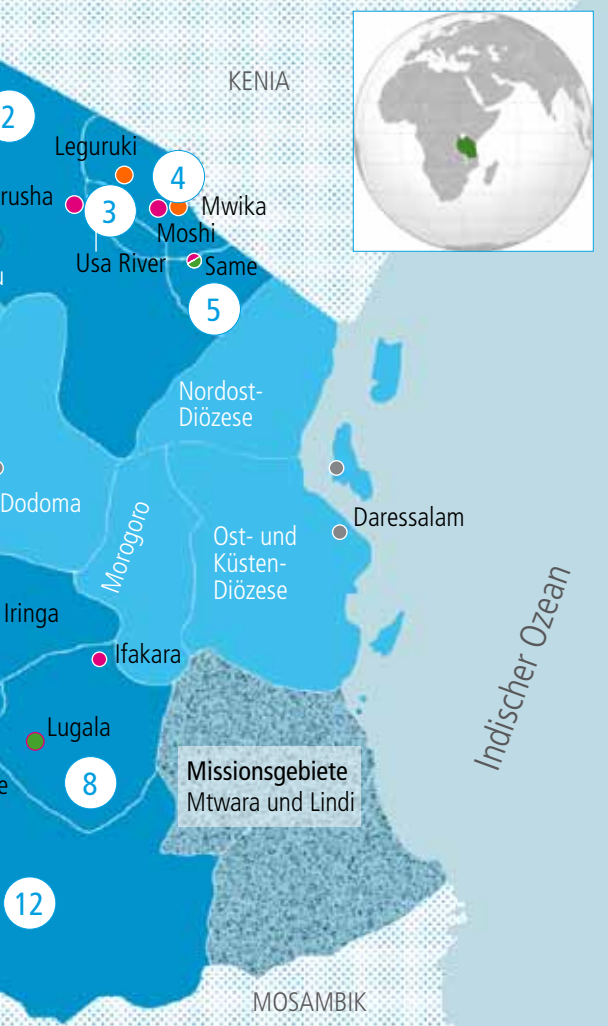 KENIA
2
Leguruki
4
rusha
3
Mwika
Moshi
Usa River
Same
u
5
Nordost-
Diözese
Dodoma
Daressalam
Morogoro
Ost- und
Küsten-
Diözese
Indischer Ozean
Iringa
Ifakara
Lugala
Missionsgebiete
Mtwara und Lindi
e
8
12
MOSAMBIK